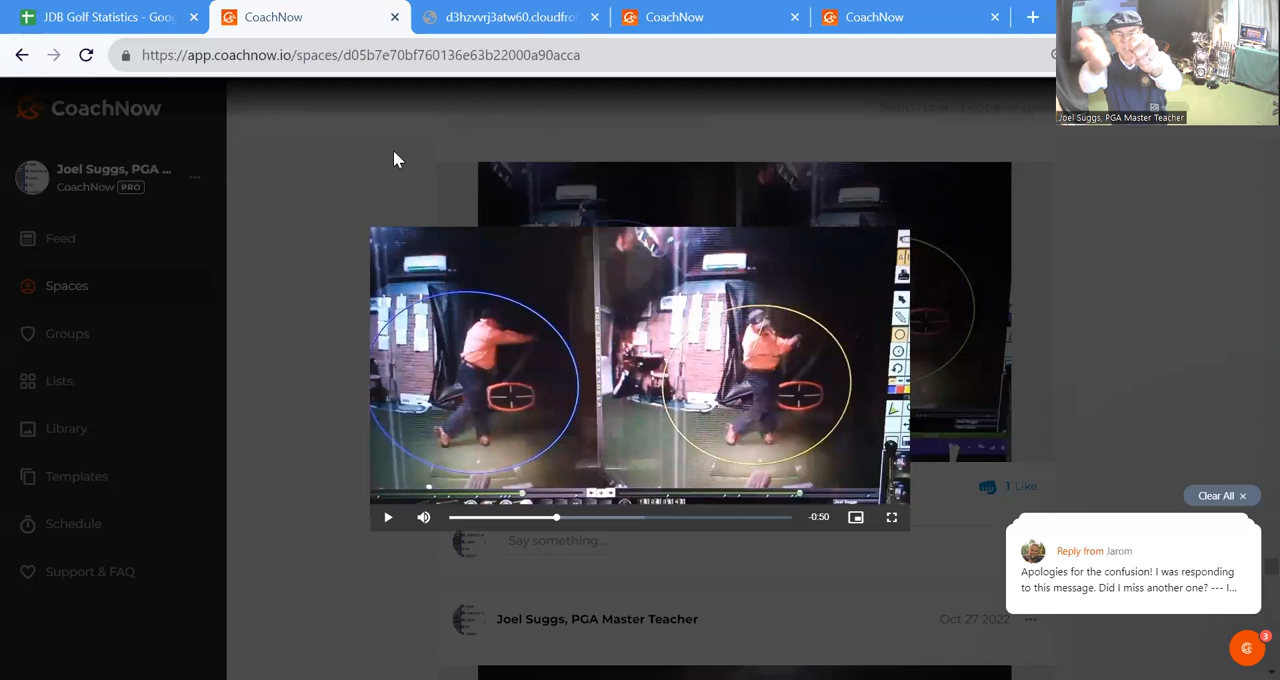 JDB Golf Statistics - Goo
CoachNow
d3hzvvrj3atw60.cloudfro
CoachNow
CoachNow
https://app.coachnow.io/spaces/d05b7e70bf760136e63b22000a90acca
Joel Suggs, PGA Master Teacher
CoachNow
Joel Suggs, PGA ...
CoachNow PRO
Feed
Spaces
Groups
Lists
Library
Templates
Schedule
Support & FAQ
-0:50
1 Like
Say something...
Joel Suggs, PGA Master Teacher
Oct 27 2022
Clear All
Reply from Jarom
Apologies for the confusion! I was responding
to this message. Did I miss another one? --- I...
3